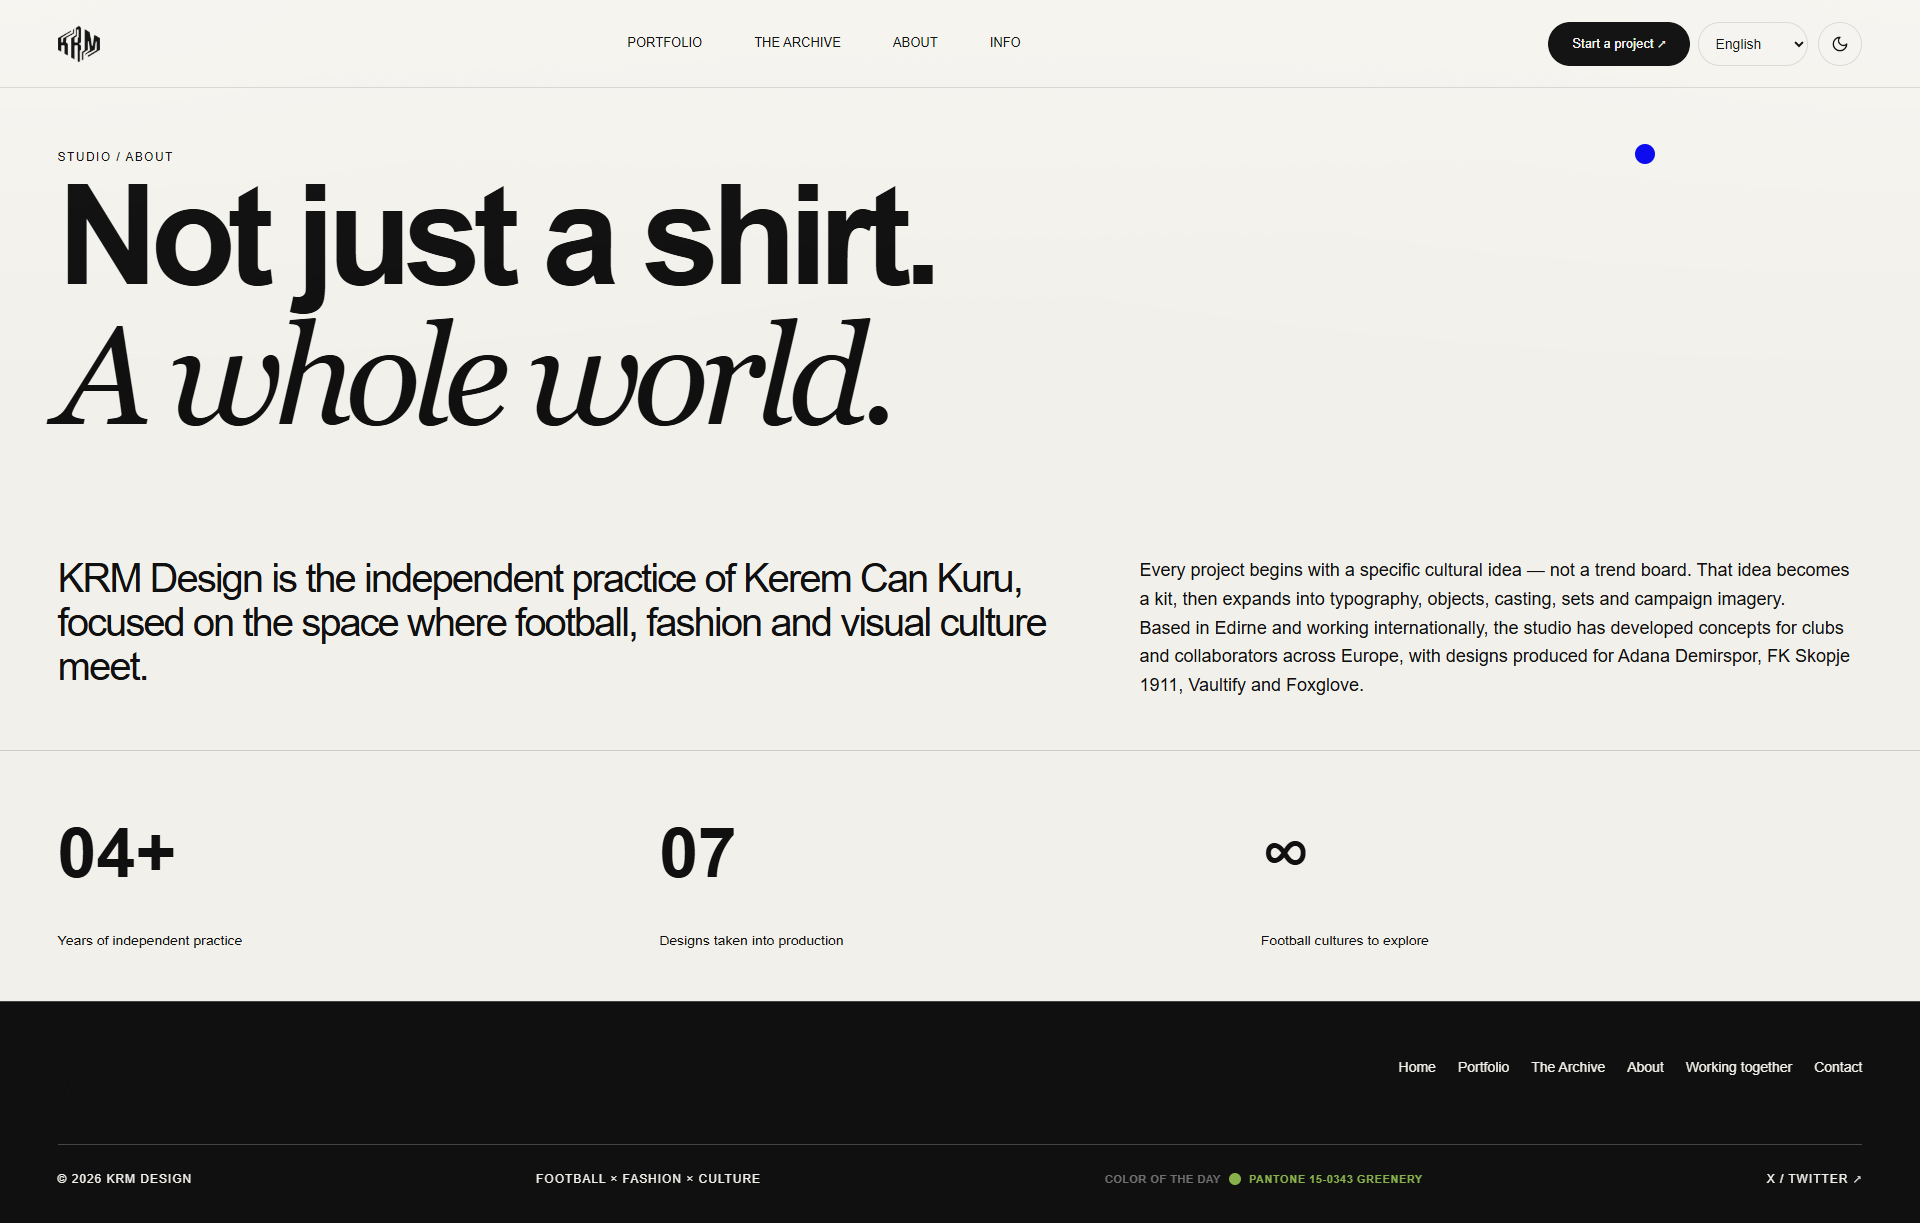 KRM
PORTFOLIO
THE ARCHIVE
ABOUT
INFO
Start a project ↗
English
STUDIO / ABOUT
Not just a shirt.
A whole world.
KRM Design is the independent practice of Kerem Can Kuru,
focused on the space where football, fashion and visual culture
meet.
Every project begins with a specific cultural idea — not a trend board. That idea becomes
a kit, then expands into typography, objects, casting, sets and campaign imagery.
Based in Edirne and working internationally, the studio has developed concepts for clubs
and collaborators across Europe, with designs produced for Adana Demirspor, FK Skopje
1911, Vaultify and Foxglove.
04+
Years of independent practice
07
Designs taken into production
∞
Football cultures to explore
Home
Portfolio
The Archive
About
Working together
Contact
© 2026 KRM DESIGN
FOOTBALL × FASHION × CULTURE
COLOR OF THE DAY
PANTONE 15-0343 GREENERY
X / TWITTER ↗